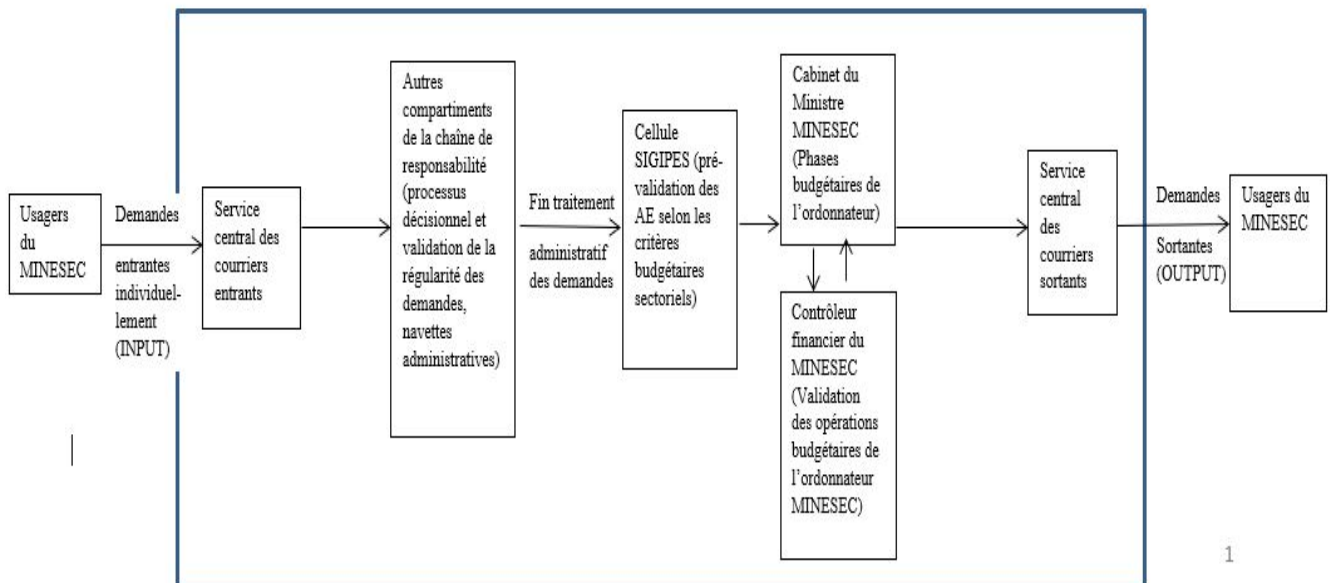 Usagers
du
MINESEC
Demandes
entrantes
individuel-
lement
(INPUT)
Service
central des
courriers
entrants
Autres
compartiments
de la chaîne de
responsabilité
(processus
décisionnel et
validation de la
régularité des
demandes,
navettes
administratives)
Fin traitement
administratif
des demandes
Cellule
SIGIPES (pré-
validation des
AE selon les
critères
budgétaires
sectoriels)
Cabinet du
Ministre
MINESEC
(Phases
budgétaires de
l’ordonnateur)
Contrôleur
financier du
MINESEC
(Validation
des opérations
budgétaires de
l’ordonnateur
MINESEC)
Service
central
des
courriers
sortants
Demandes
Sortantes
(OUTPUT)
Usagers du
MINESEC
1